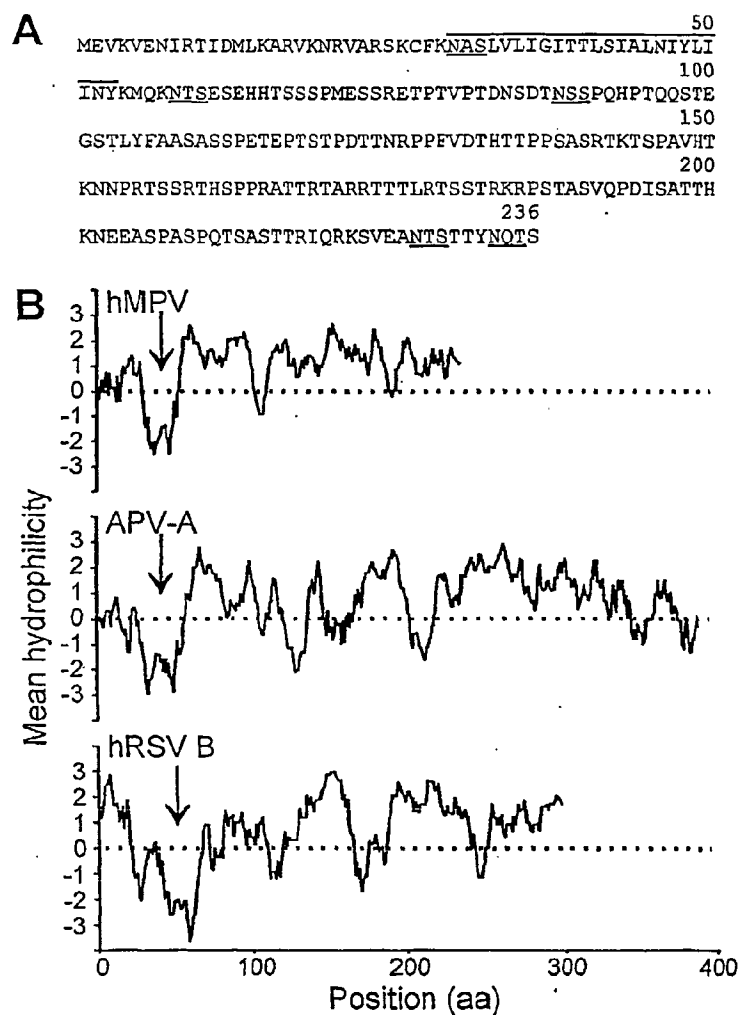 A
50
MEVKVENIRTIDMLKARVKNRVARSKCFKNASLVLIGITTLSIALNIYLI
100
INYKMQKNTSESEHHTSSSPMESSRETPTVPTDNSDTNSSPQHPTQQSTE
150
GSTLYFAASASSPETEPTSTPDTTNRPPFVDTHTTPPSASRTKTSPAVHT
200
KNNPRTSSRTHSPPRATTRTARRTTTLRTSSTRKRPSTASVQPDISATTH
236
KNEEASPASPQTSASTTRIQRKSVEANTSTTYNQTS
B
hMPV
3
2
1
0
-1
-2
-3
APV-A
3
2
1
0
-1
-2
-3
hRSV B
3
2
1
0
-1
-2
-3
Mean hydrophilicity
0 100 200 300 400
Position (aa)